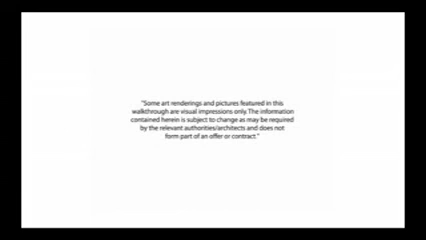 "Some art renderings and pictures featured in this
walkthrough are visual impressions only. The information
contained herein is subject to change as may be required
by the relevant authorities/architects and does not
form part of an offer or contract."